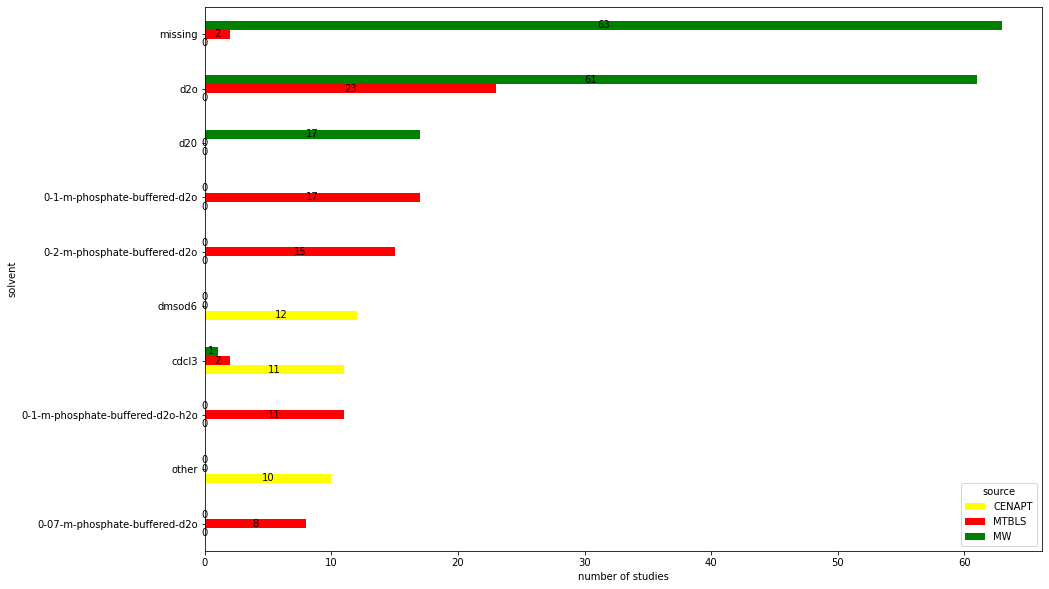 missing
63
2
0
d2o
61
23
0
d20
17
0
0
0-1-m-phosphate-buffered-d2o
0
17
0
0-2-m-phosphate-buffered-d2o
0
15
0
solvent
dmsod6
0
0
12
cdcl3
1
2
11
0-1-m-phosphate-buffered-d2o-h2o
0
11
0
other
0
0
10
0-07-m-phosphate-buffered-d2o
0
8
0
source
CENAPT
MTBLS
MW
0 10 20 30 40 50 60
number of studies